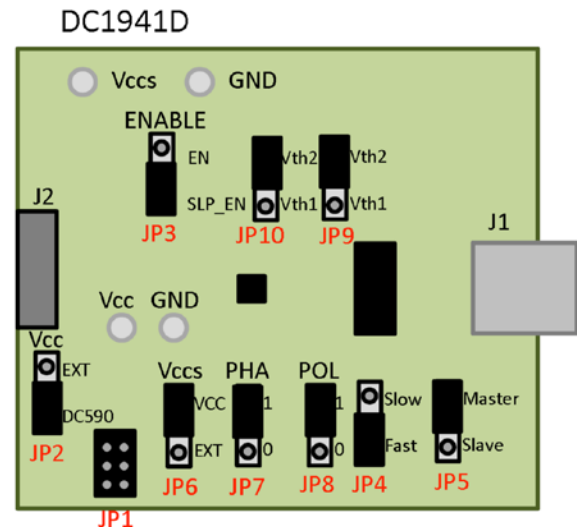 DC1941D
Vccs GND
ENABLE
EN Vth2 Vth2
J2 SLP_EN Vth1 Vth1 J1
JP3 JP10 JP9
Vcc GND
Vcc Vccs PHA POL
EXT VCC 1 1 Slow Master
DC590 EXT 0 0 Fast Slave
JP2 JP6 JP7 JP8 JP4 JP5
JP1